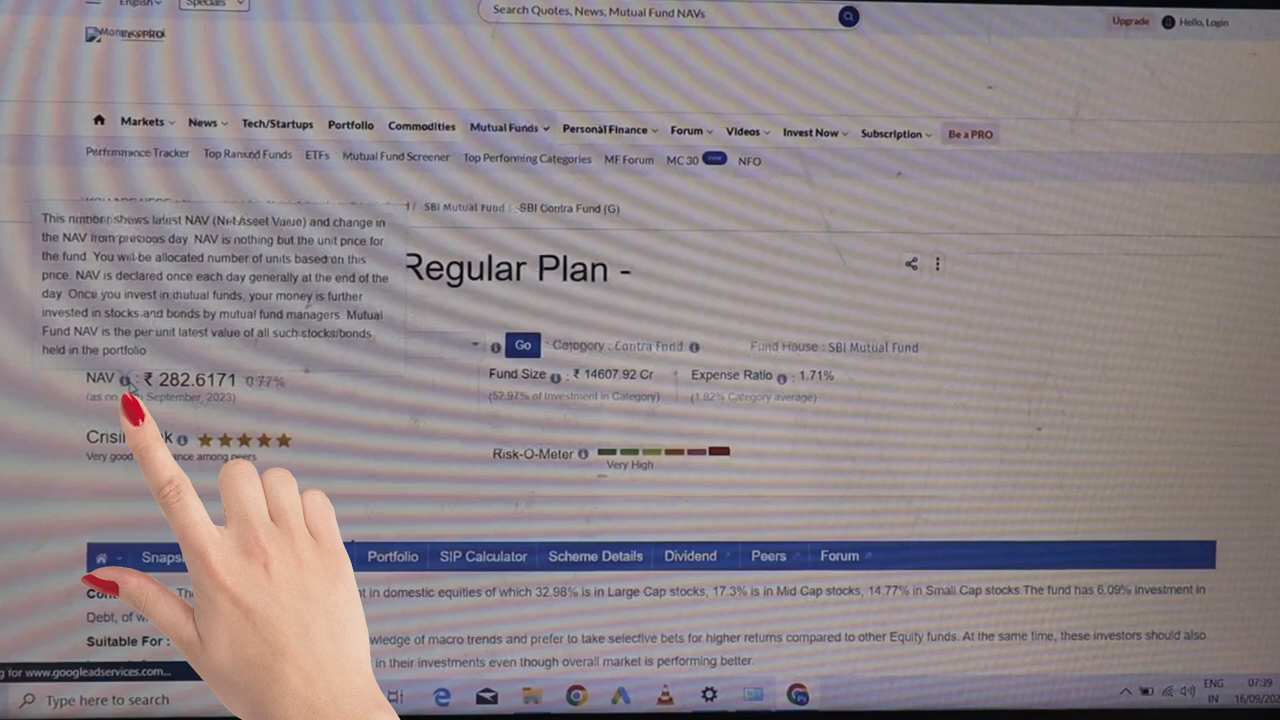 English
Specials
Search Quotes, News, Mutual Fund NAVs
Upgrade
Hello, Login
Moneycontrol PRO
Markets
News
Tech/Startups
Portfolio
Commodities
Mutual Funds
Personal Finance
Forum
Videos
Invest Now
Subscription
Be a PRO
Performance Tracker
Top Ranked Funds
ETFs
Mutual Fund Screener
Top Performing Categories
MF Forum
MC 30 new
NFO
/ SBI Mutual Fund / SBI Contra Fund (G)
This number shows latest NAV (Net Asset Value) and change in
the NAV from precious day. NAV is nothing but the unit price for
the fund. You will be allocated number of units based on this
price. NAV is declared once each day generally at the end of the
day. Once you invest in mutual funds, your money is further
invested in stocks and bonds by mutual fund managers. Mutual
Fund NAV is the per unit latest value of all such stocks/bonds
held in the portfolio
Regular Plan -
Go
Category : Contra Fund
Fund House : SBI Mutual Fund
NAV : ₹ 282.6171 0.77%
(as on September, 2023)
Fund Size : ₹ 14607.92 Cr
(52.97% of Investment in Category)
Expense Ratio : 1.71%
(1.82% Category average)
Very good among peers
Risk-O-Meter
Very High
Portfolio
SIP Calculator
Scheme Details
Dividend
Peers
Forum
in domestic equities of which 32.98% is in Large Cap stocks, 17.3% is in Mid Cap stocks, 14.77% in Small Cap stocks.The fund has 6.09% investment in
Debt, of
Suitable For :
of macro trends and prefer to take selective bets for higher returns compared to other Equity funds. At the same time, these investors should also
in their investments even though overall market is performing better.
for www.googleadservices.com...
Type here to search
ENG
IN
07:39